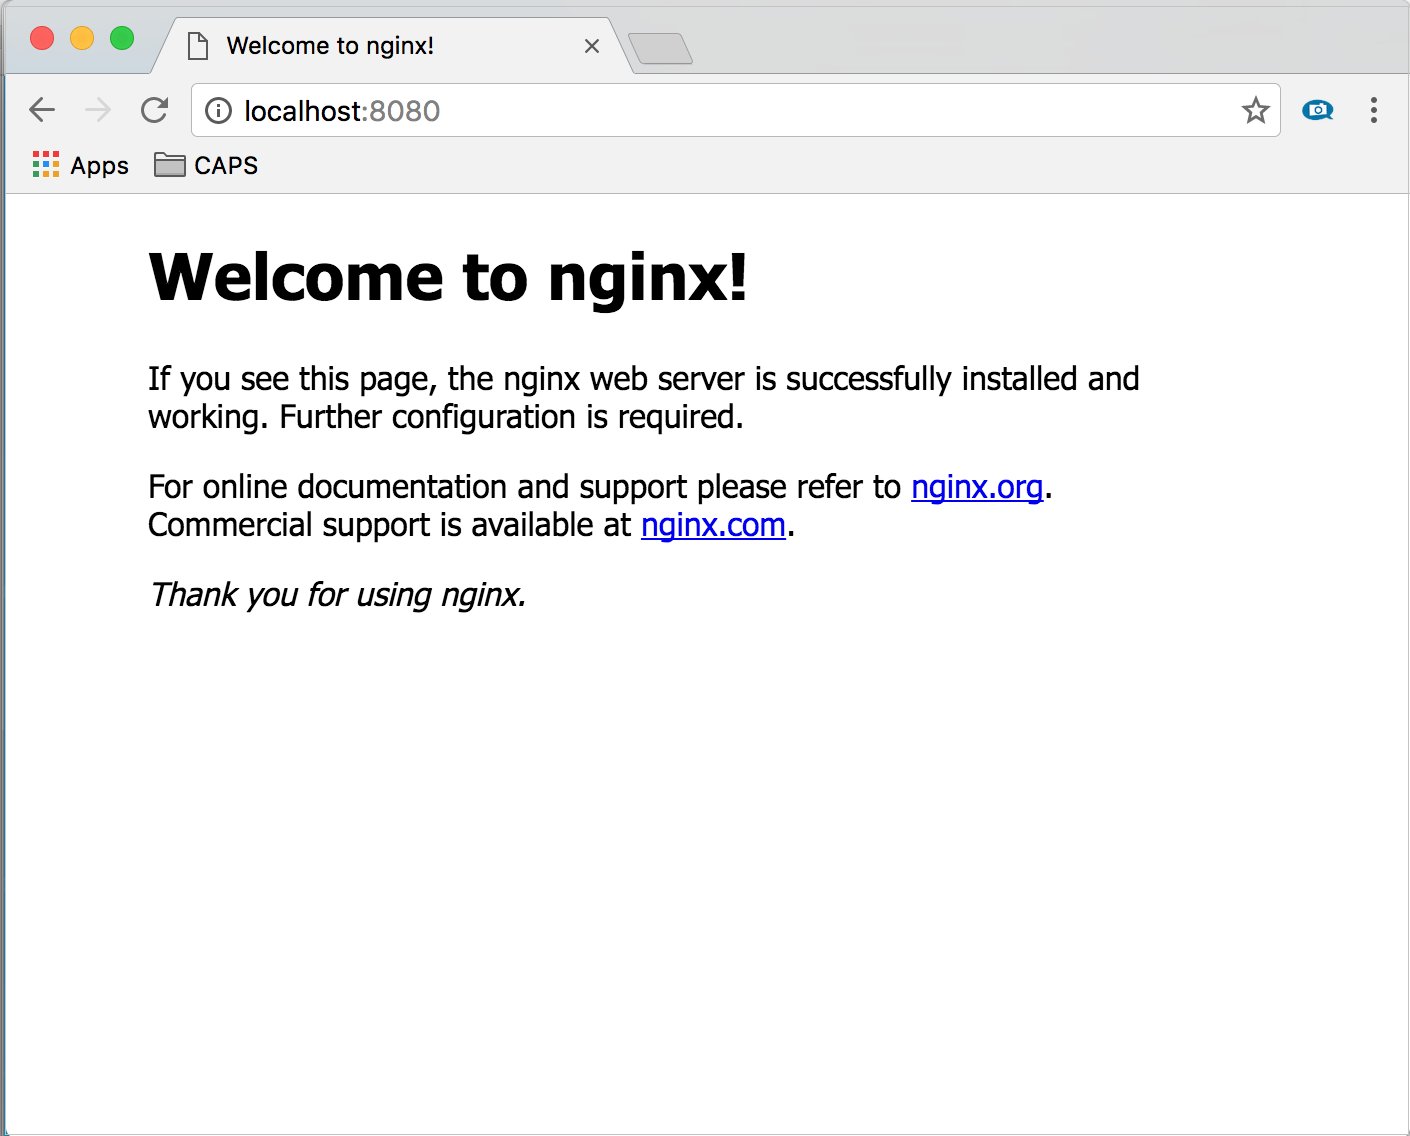 Welcome to nginx!
localhost:8080
Apps CAPS
Welcome to nginx!
If you see this page, the nginx web server is successfully installed and
working. Further configuration is required.
For online documentation and support please refer to nginx.org.
Commercial support is available at nginx.com.
Thank you for using nginx.